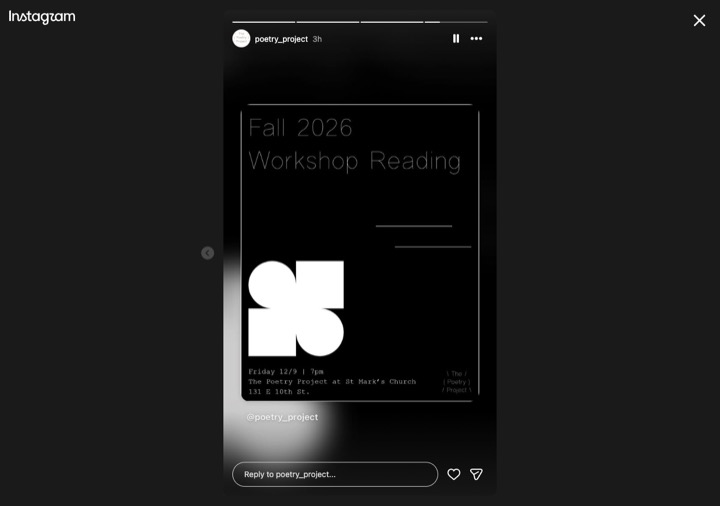 Instagram
poetry_project 3h
Fall 2026
Workshop Reading
Friday 12/9 | 7pm
The Poetry Project at St Mark's Church
131 E 10th St.
\ The /
| Poetry |
/ Project \
@poetry_project
Reply to poetry_project...